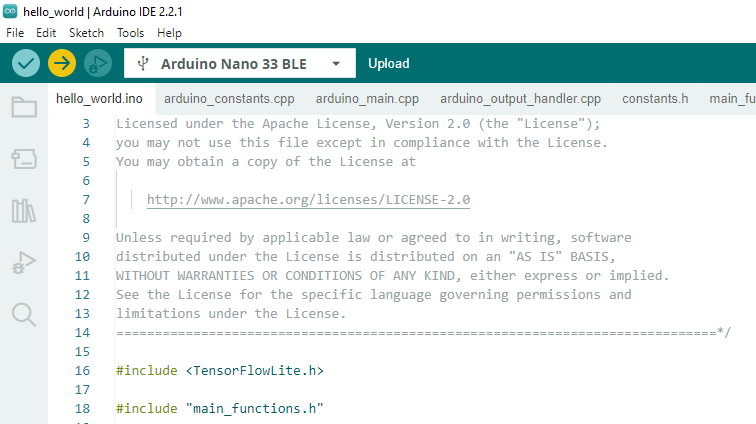 hello_world | Arduino IDE 2.2.1
File Edit Sketch Tools Help
Arduino Nano 33 BLE Upload
hello_world.ino arduino_constants.cpp arduino_main.cpp arduino_output_handler.cpp constants.h main_fu
3 Licensed under the Apache License, Version 2.0 (the "License");
4 you may not use this file except in compliance with the License.
5 You may obtain a copy of the License at
6
7 http://www.apache.org/licenses/LICENSE-2.0
8
9 Unless required by applicable law or agreed to in writing, software
10 distributed under the License is distributed on an "AS IS" BASIS,
11 WITHOUT WARRANTIES OR CONDITIONS OF ANY KIND, either express or implied.
12 See the License for the specific language governing permissions and
13 limitations under the License.
14 ==============================================================================*/
15
16 #include <TensorFlowLite.h>
17
18 #include "main_functions.h"